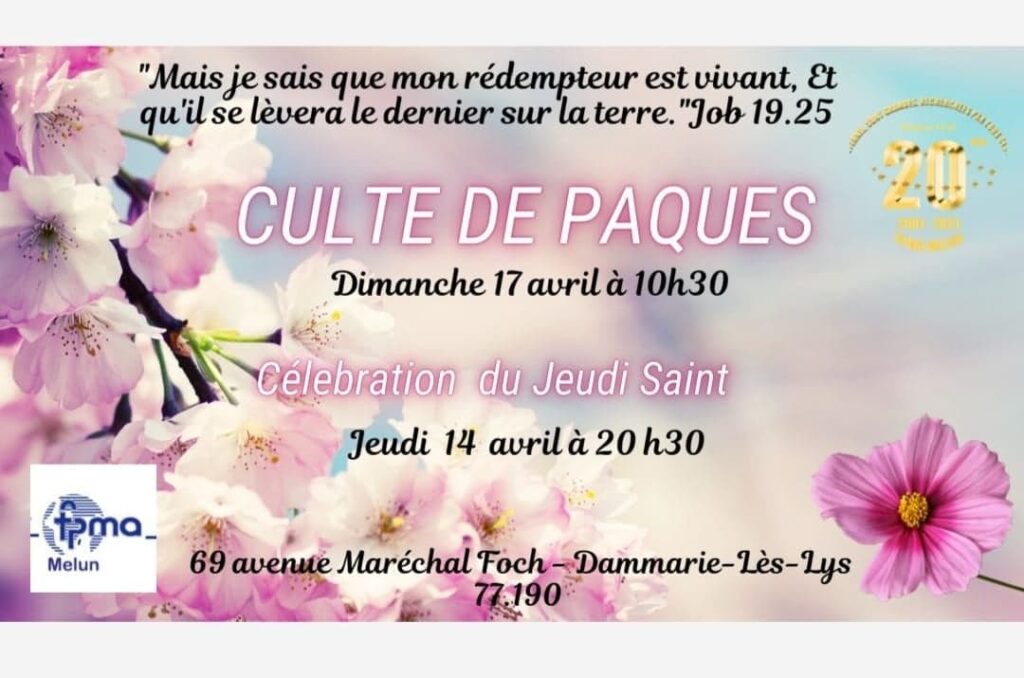 "Mais je sais que mon rédempteur est vivant, Et
qu'il se lèvera le dernier sur la terre."Job 19.25
20
CULTE DE PAQUES
Dimanche 17 avril à 10h30
Célebration du Jeudi Saint
Jeudi 14 avril à 20 h30
fpma
Melun
69 avenue Maréchal Foch - Dammarie-Lès-Lys
77.190